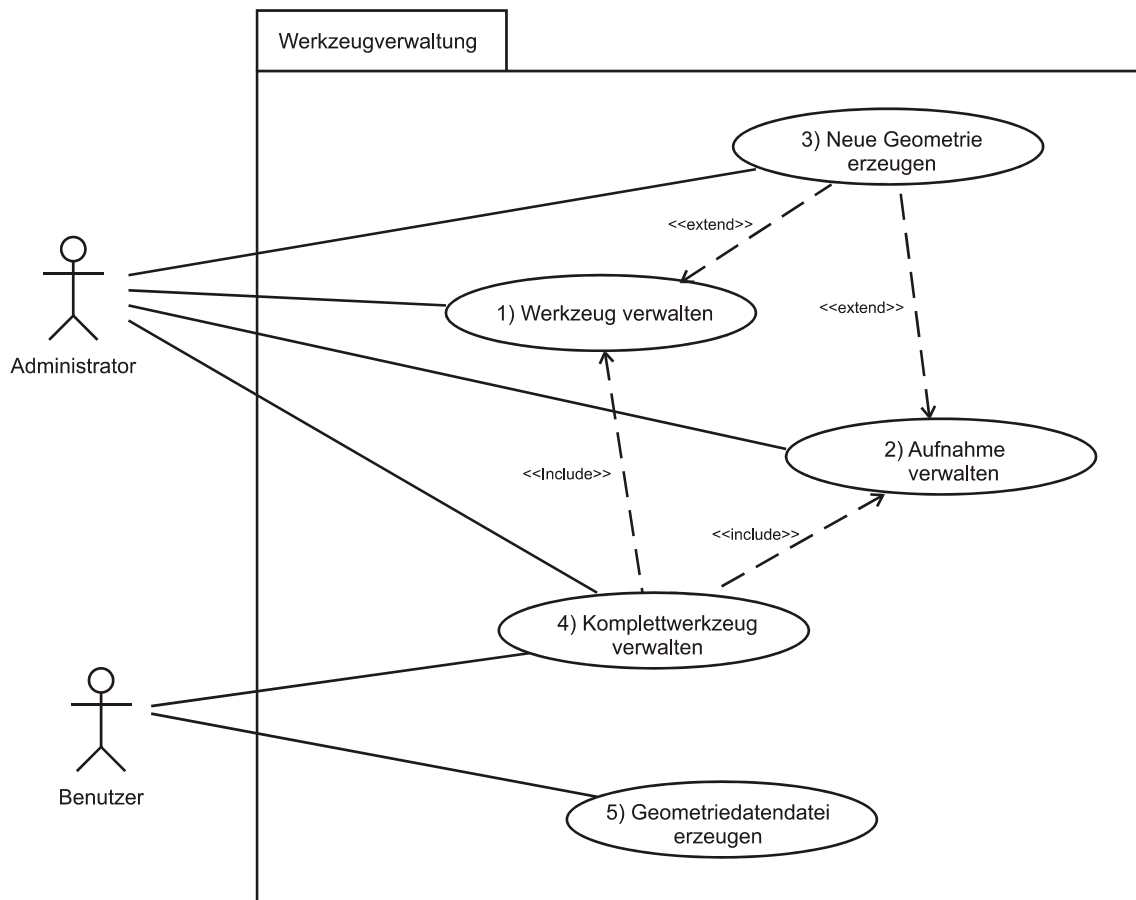 Werkzeugverwaltung
3) Neue Geometrie
erzeugen
<<extend>>
1) Werkzeug verwalten
<<extend>>
Administrator
2) Aufnahme
verwalten
<<Include>>
<<include>>
4) Komplettwerkzeug
verwalten
Benutzer
5) Geometriedatendatei
erzeugen